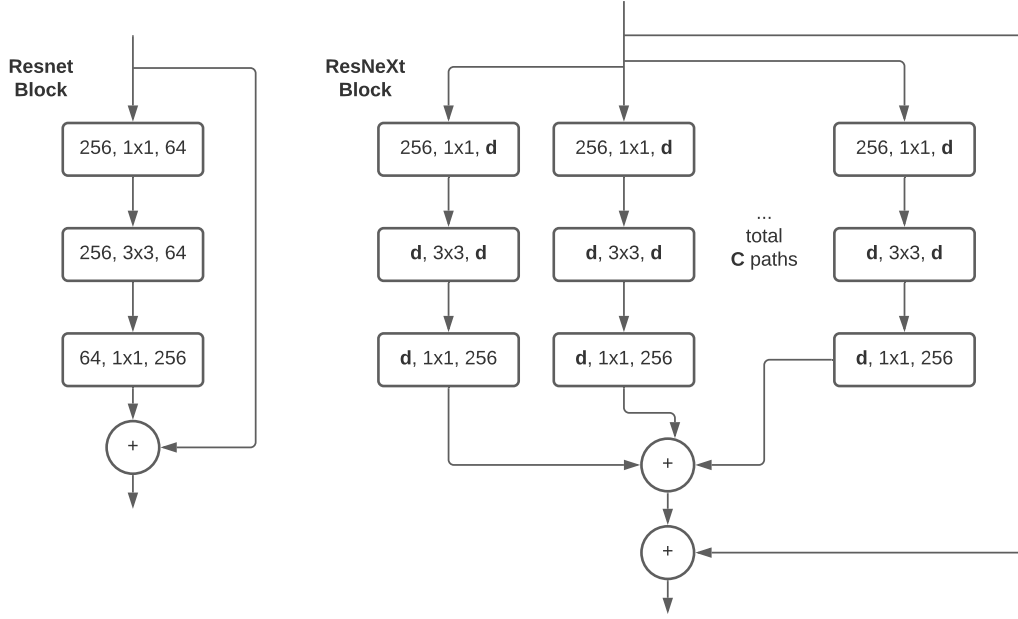 Resnet
Block
256, 1x1, 64
256, 3x3, 64
64, 1x1, 256
+
ResNeXt
Block
256, 1x1, d
256, 1x1, d
256, 1x1, d
d, 3x3, d
d, 3x3, d
...
total
C paths
d, 3x3, d
d, 1x1, 256
d, 1x1, 256
d, 1x1, 256
+
+